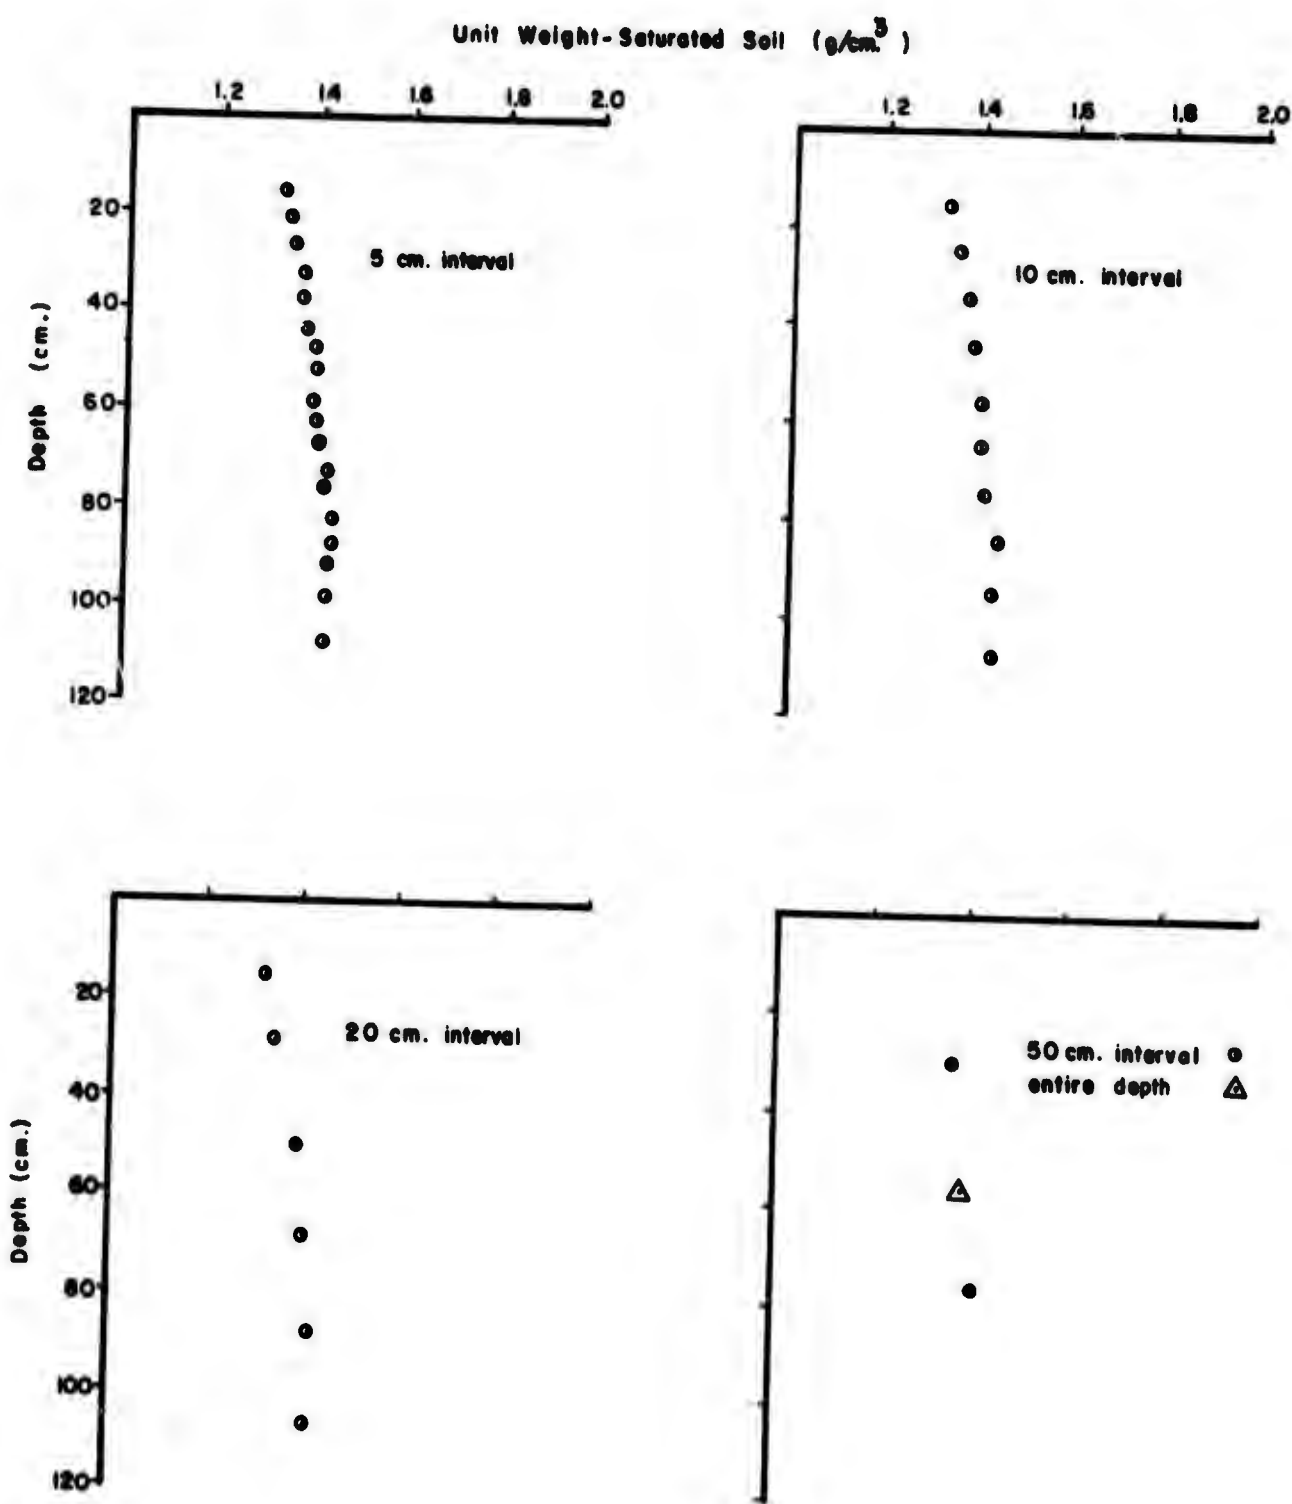 Unit Weight-Saturated Soil (g/cm.³)
1.2 1.4 1.6 1.8 2.0
1.2 1.4 1.6 1.8 2.0
20
40
60
80
100
120
Depth (cm.)
5 cm. interval
10 cm. interval
20
40
60
80
100
120
Depth (cm.)
20 cm. interval
50 cm. interval
entire depth